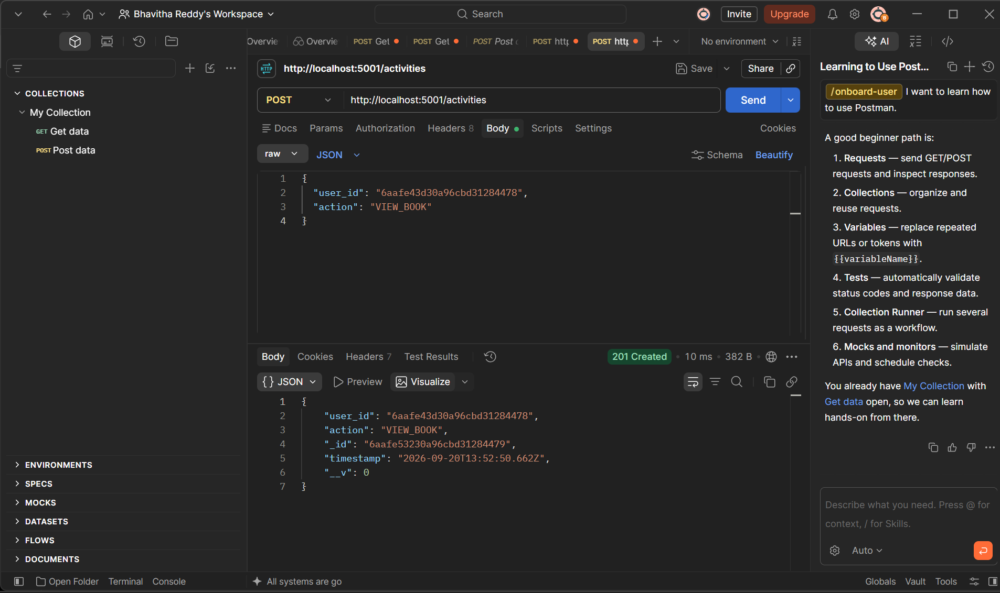 Bhavitha Reddy's Workspace
Search
Invite
Upgrade
Overvie
Overvie
POST Get
POST Get
POST Post
POST http
POST http
No environment
AI
http://localhost:5001/activities
Save
Share
Learning to Use Post...
COLLECTIONS
My Collection
GET Get data
POST Post data
ENVIRONMENTS
SPECS
MOCKS
DATASETS
FLOWS
DOCUMENTS
HTTP
POST
http://localhost:5001/activities
Send
Docs
Params
Authorization
Headers 8
Body
Scripts
Settings
Cookies
raw
JSON
Schema
Beautify
1 {
2 "user_id": "6aafe43d30a96cbd31284478",
3 "action": "VIEW_BOOK"
4 }
Body
Cookies
Headers 7
Test Results
201 Created
10 ms
382 B
{} JSON
Preview
Visualize
1 {
2 "user_id": "6aafe43d30a96cbd31284478",
3 "action": "VIEW_BOOK",
4 "_id": "6aafe53230a96cbd31284479",
5 "timestamp": "2026-09-20T13:52:50.662Z",
6 "__v": 0
7 }
/onboard-user I want to learn how
to use Postman.
A good beginner path is:
1. Requests — send GET/POST
requests and inspect responses.
2. Collections — organize and
reuse requests.
3. Variables — replace repeated
URLs or tokens with
{{variableName}}.
4. Tests — automatically validate
status codes and response data.
5. Collection Runner — run several
requests as a workflow.
6. Mocks and monitors — simulate
APIs and schedule checks.
You already have My Collection with
Get data open, so we can learn
hands-on from there.
Describe what you need. Press @ for
context, / for Skills.
Auto
Open Folder
Terminal
Console
All systems are go
Globals
Vault
Tools